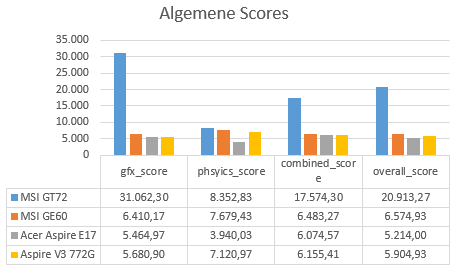 Algemene Scores
35.000
30.000
25.000
20.000
15.000
10.000
5.000
0
gfx_score phsyics_score combined_scor
e overall_score
MSI GT72 31.062,30 8.352,83 17.574,30 20.913,27
MSI GE60 6.410,17 7.679,43 6.483,27 6.574,93
Acer Aspire E17 5.464,97 3.940,03 6.074,57 5.214,00
Aspire V3 772G 5.680,90 7.120,97 6.155,41 5.904,93